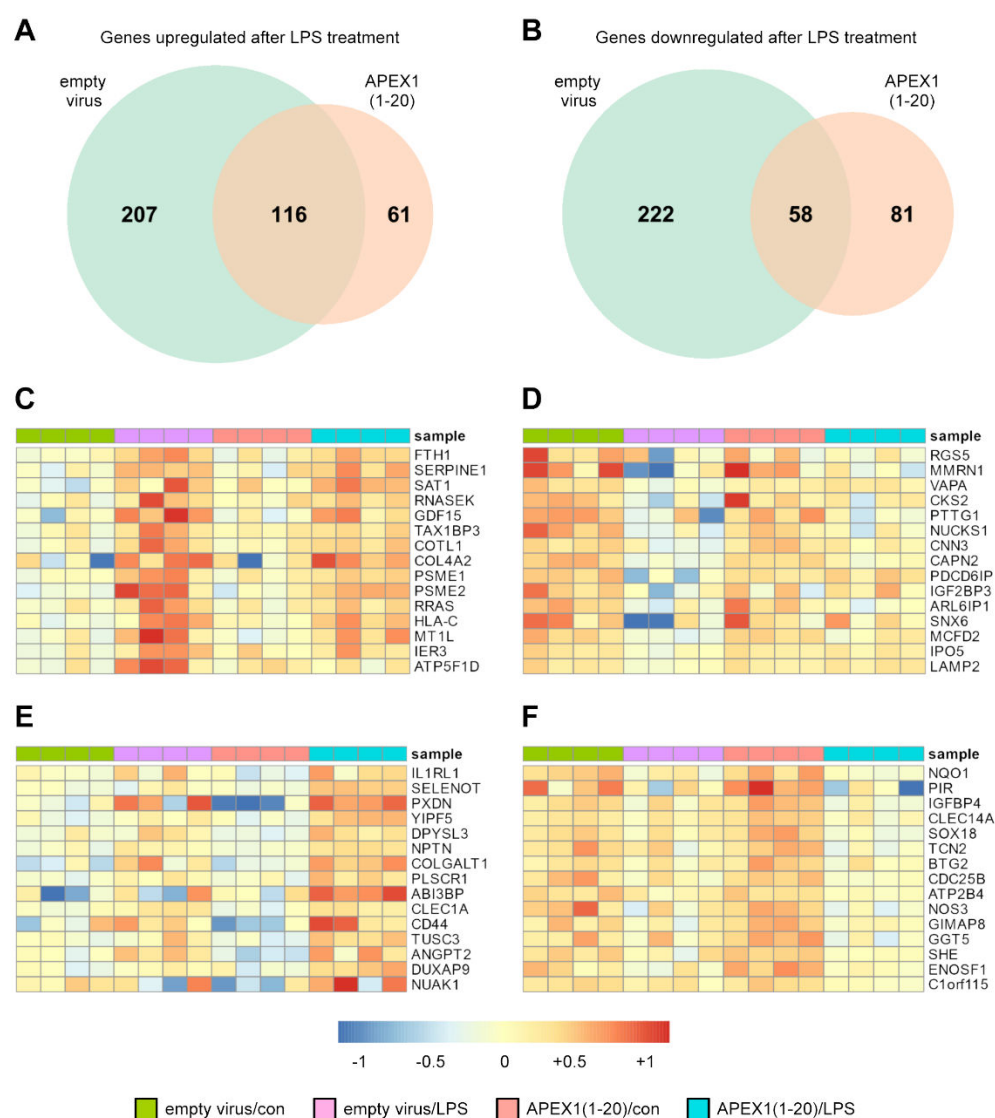 A
Genes upregulated after LPS treatment
empty
virus
APEX1
(1-20)
207
116
61
B
Genes downregulated after LPS treatment
empty
virus
APEX1
(1-20)
222
58
81
C
sample
FTH1
SERPINE1
SAT1
RNASEK
GDF15
TAX1BP3
COTL1
COL4A2
PSME1
PSME2
RRAS
HLA-C
MT1L
IER3
ATP5F1D
D
sample
RGS5
MMRN1
VAPA
CKS2
PTTG1
NUCKS1
CNN3
CAPN2
PDCD6IP
IGF2BP3
ARL6IP1
SNX6
MCFD2
IPO5
LAMP2
E
sample
IL1RL1
SELENOT
PXDN
YIPF5
DPYSL3
NPTN
COLGALT1
PLSCR1
ABI3BP
CLEC1A
CD44
TUSC3
ANGPT2
DUXAP9
NUAK1
F
sample
NQO1
PIR
IGFBP4
CLEC14A
SOX18
TCN2
BTG2
CDC25B
ATP2B4
NOS3
GIMAP8
GGT5
SHE
ENOSF1
C1orf115
-1 -0.5 0 +0.5 +1
empty virus/con empty virus/LPS APEX1(1-20)/con APEX1(1-20)/LPS